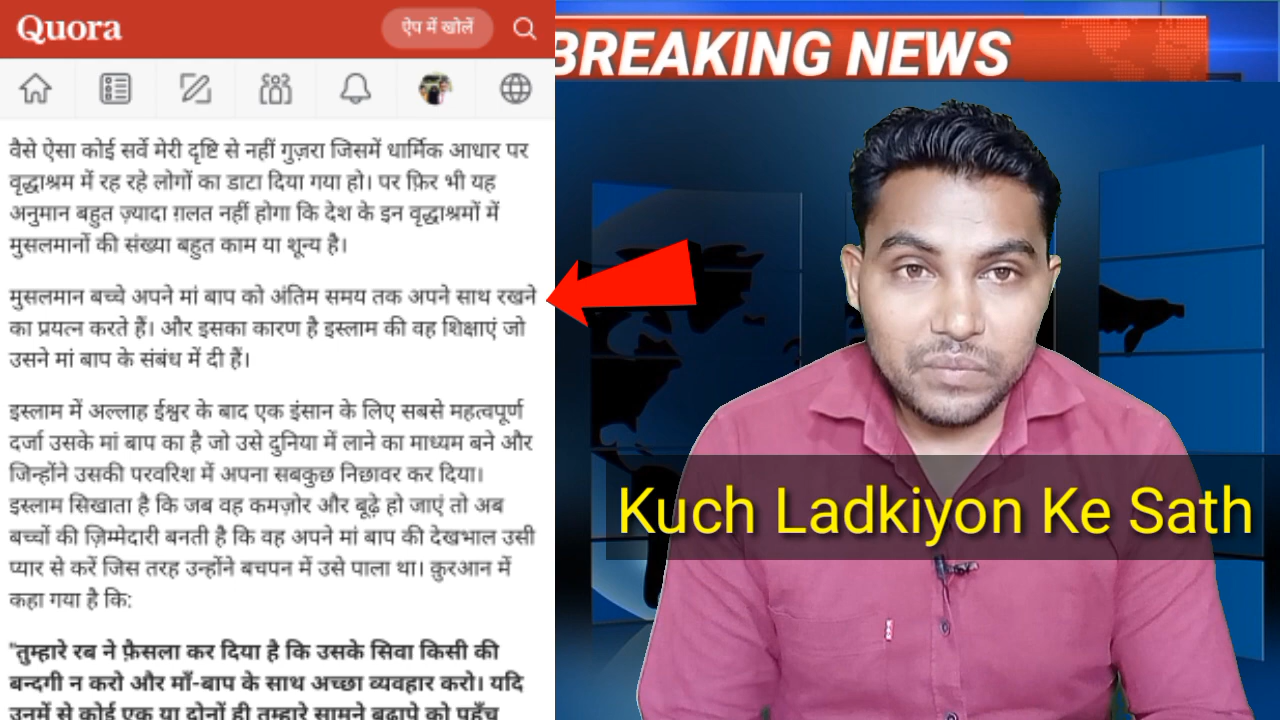 Quora
ऐप में खोलें
वैसे ऐसा कोई सर्वे मेरी दृष्टि से नहीं गुज़रा जिसमें धार्मिक आधार पर
वृद्धाश्रम में रह रहे लोगों का डाटा दिया गया हो। पर फ़िर भी यह
अनुमान बहुत ज़्यादा ग़लत नहीं होगा कि देश के इन वृद्धाश्रमों में
मुसलमानों की संख्या बहुत काम या शून्य है।
मुसलमान बच्चे अपने मां बाप को अंतिम समय तक अपने साथ रखने
का प्रयत्न करते हैं। और इसका कारण है इस्लाम की वह शिक्षाएं जो
उसने मां बाप के संबंध में दी हैं।
इस्लाम में अल्लाह ईश्वर के बाद एक इंसान के लिए सबसे महत्वपूर्ण
दर्जा उसके मां बाप का है जो उसे दुनिया में लाने का माध्यम बने और
जिन्होंने उसकी परवरिश में अपना सबकुछ निछावर कर दिया।
इस्लाम सिखाता है कि जब वह कमज़ोर और बूढ़े हो जाएं तो अब
बच्चों की ज़िम्मेदारी बनती है कि वह अपने मां बाप की देखभाल उसी
प्यार से करें जिस तरह उन्होंने बचपन में उसे पाला था। क़ुरआन में
कहा गया है कि:
"तुम्हारे रब ने फ़ैसला कर दिया है कि उसके सिवा किसी की
बन्दगी न करो और माँ-बाप के साथ अच्छा व्यवहार करो। यदि
उनमें से कोई एक या दोनों ही तुम्हारे सामने बुढ़ापे को पहुँच
BREAKING NEWS
Kuch Ladkiyon Ke Sath